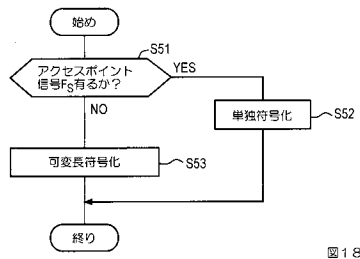 始め
S51
アクセスポイント
信号FS有るか？
YES
NO
単独符号化
S52
可変長符号化
S53
終り
図18